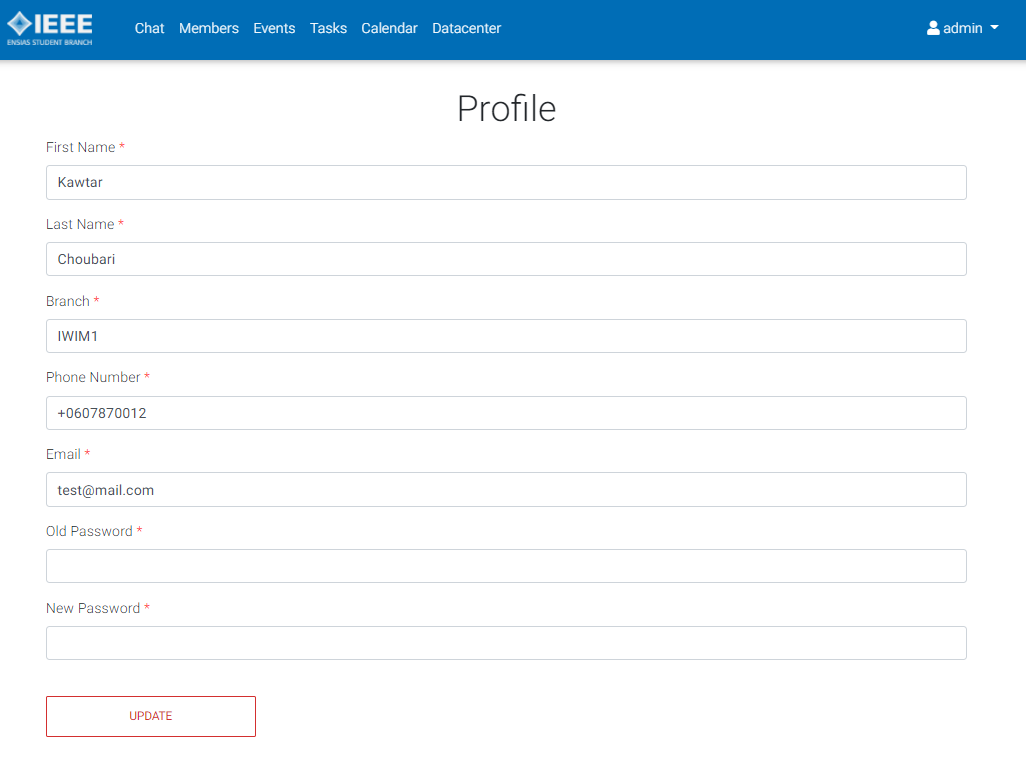 IEEE
ENSIAS STUDENT BRANCH
Chat Members Events Tasks Calendar Datacenter admin
Profile
First Name *
Kawtar
Last Name *
Choubari
Branch *
IWIM1
Phone Number *
+0607870012
Email *
test@mail.com
Old Password *
New Password *
UPDATE